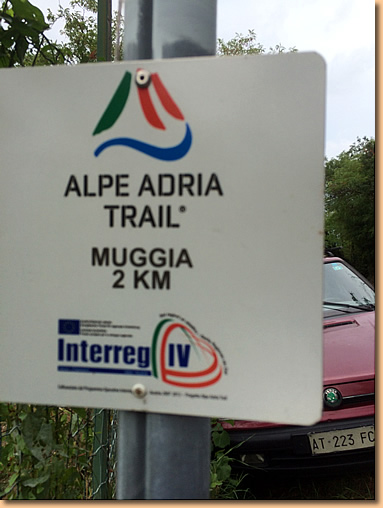 ALPE ADRIA
TRAIL®
MUGGIA
2 KM
Interreg IV
AT·223 FC